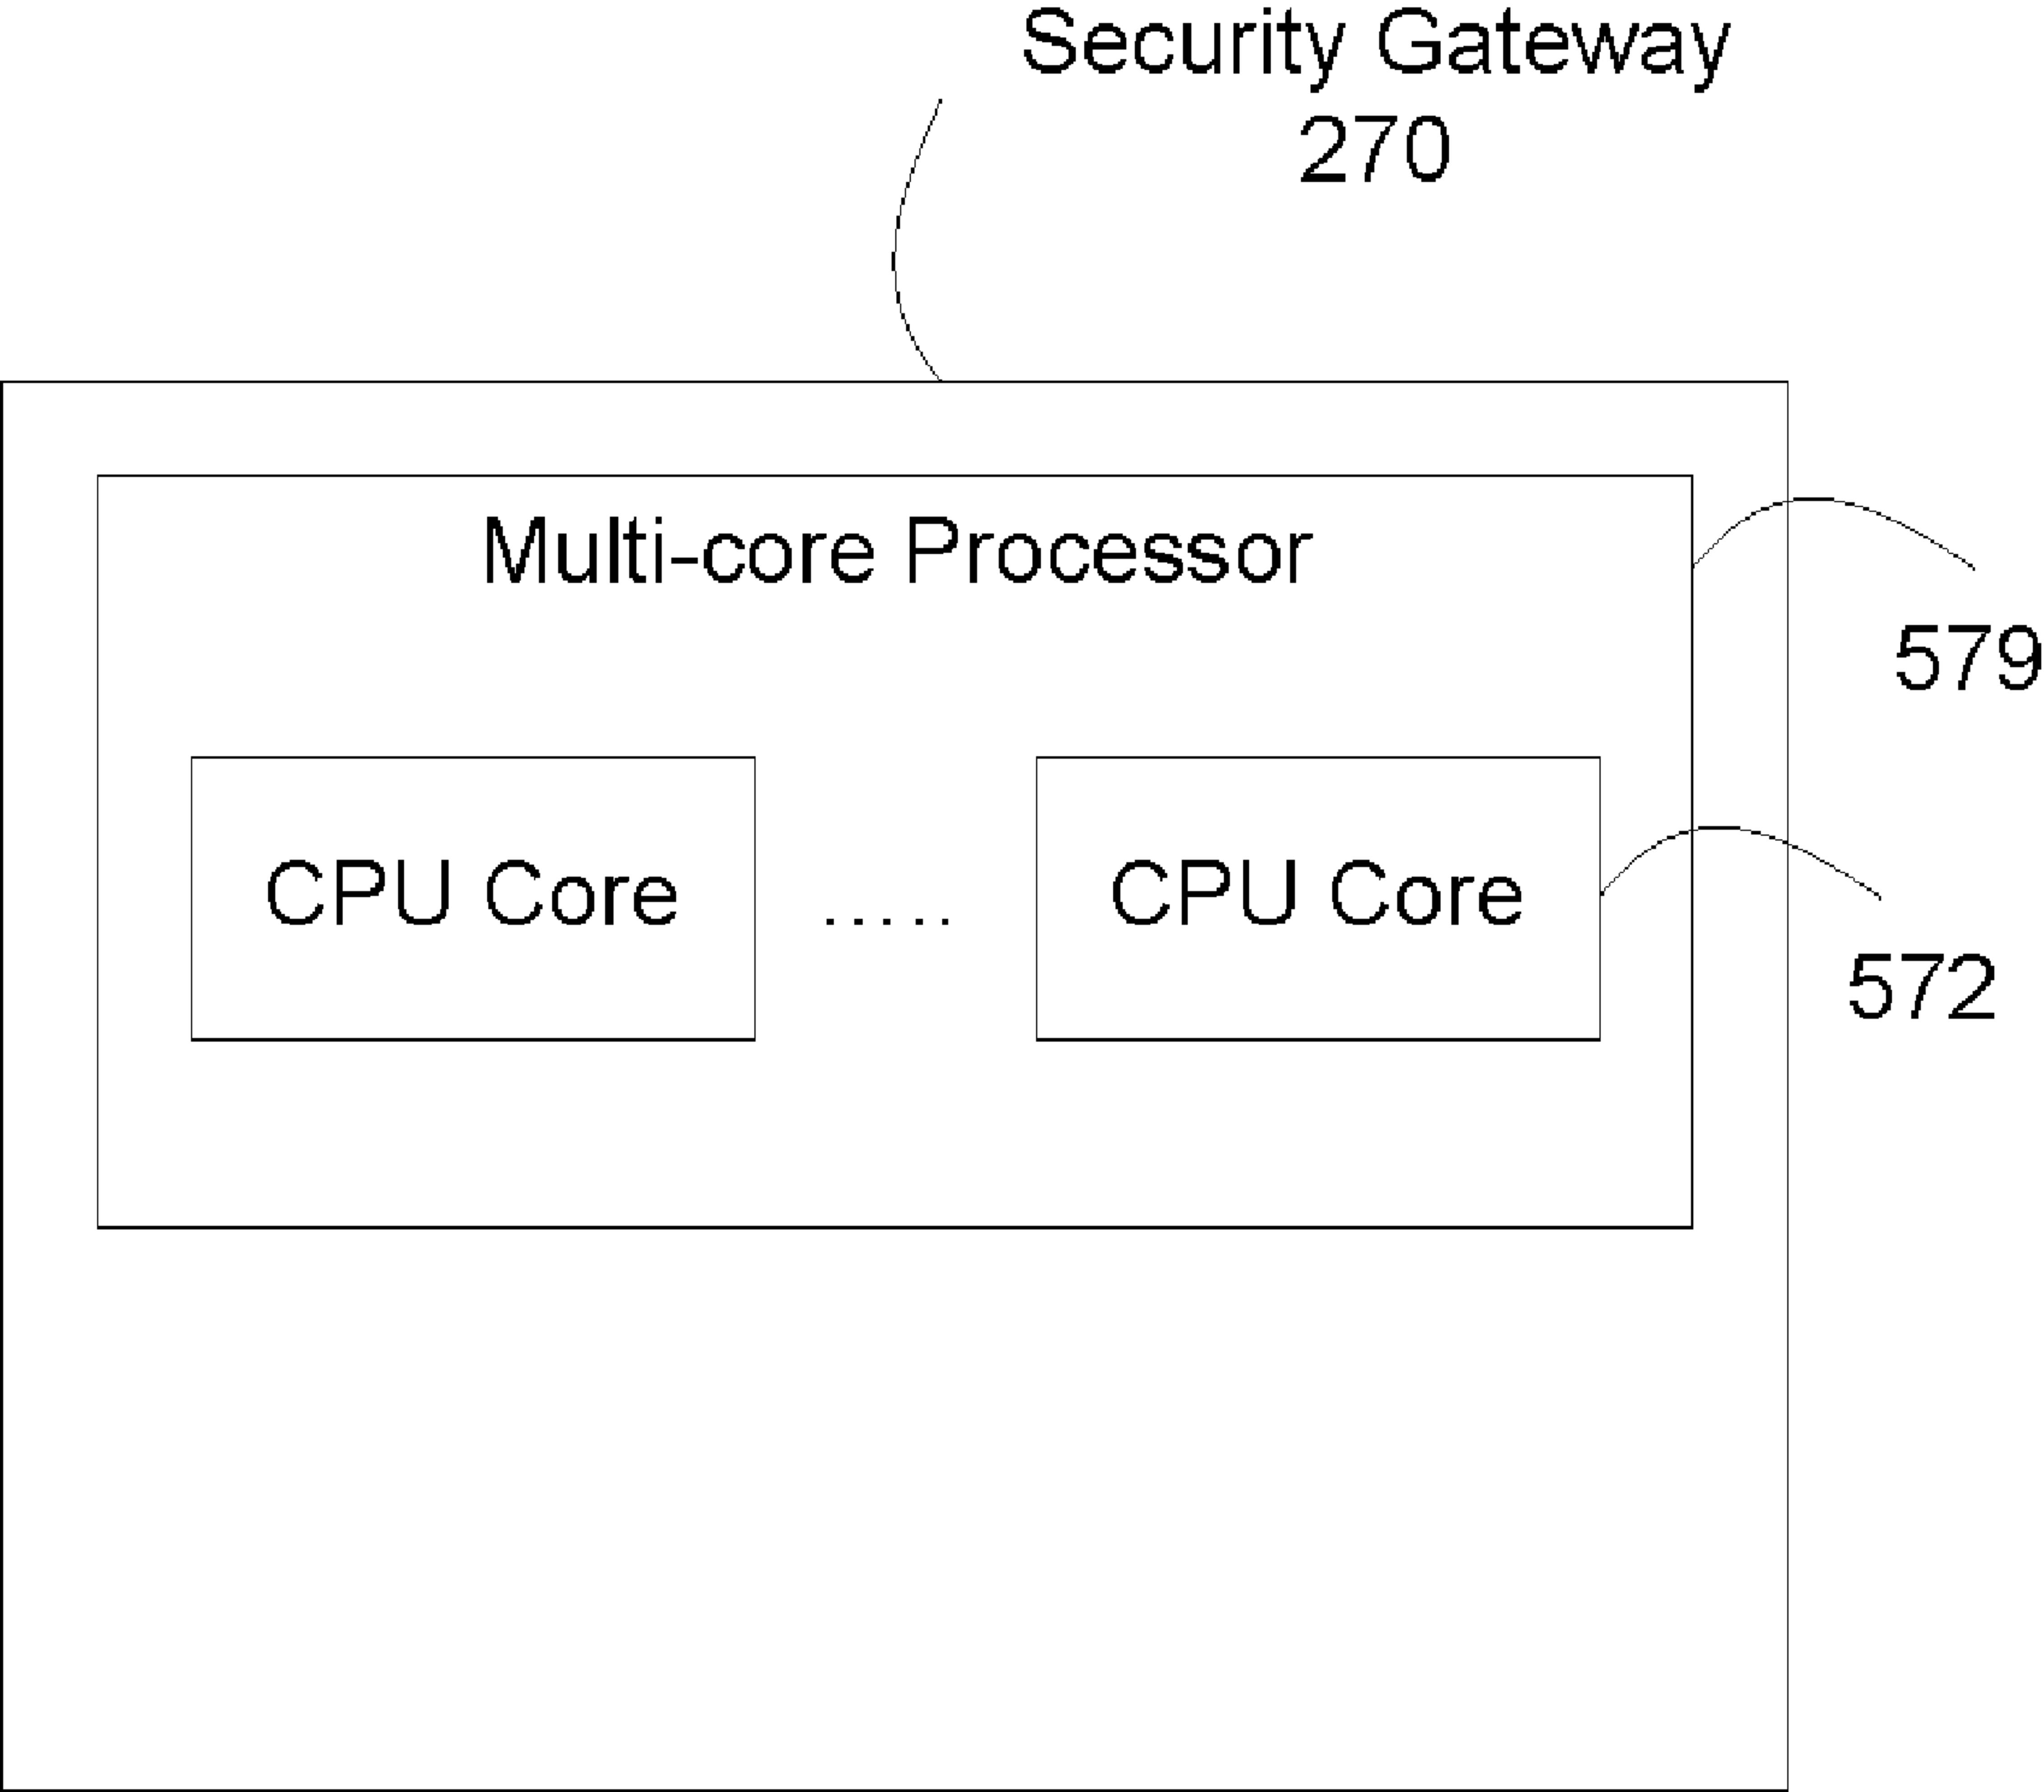 Security Gateway
270
Multi-core Processor
579
CPU Core ..... CPU Core
572